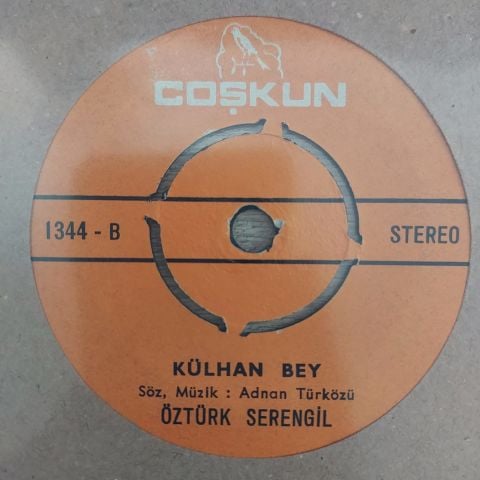 COŞKUN
1344 - B
STEREO
KÜLHAN BEY
Söz, Müzik : Adnan Türközü
ÖZTÜRK SERENGİL